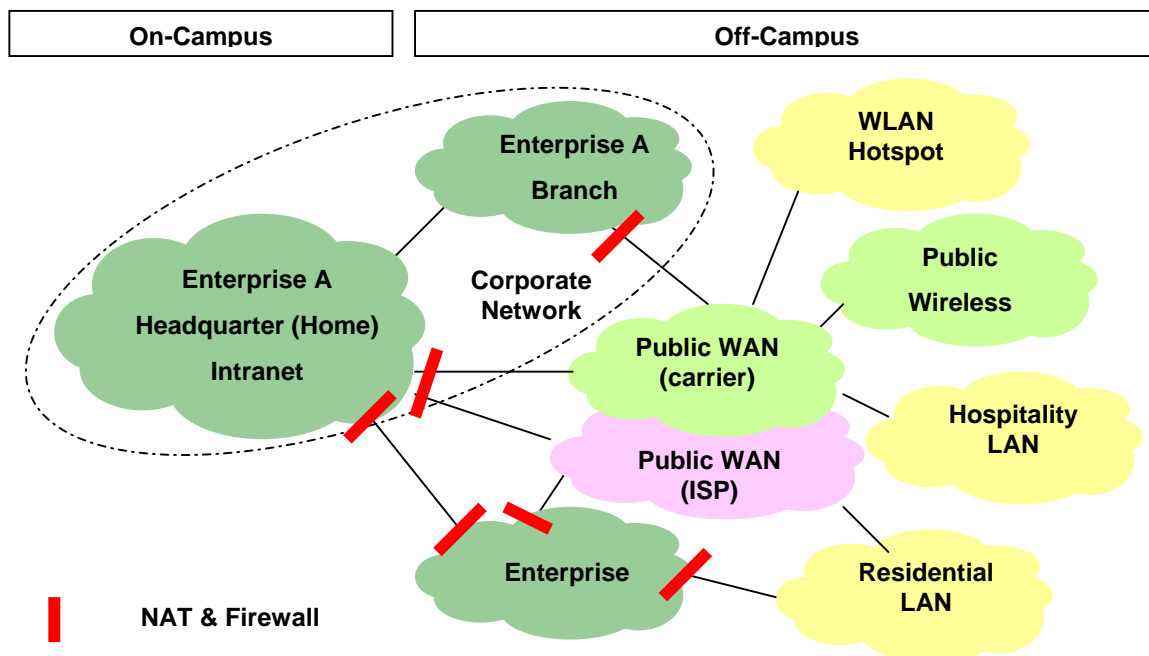 On-Campus
Off-Campus
WLAN
Hotspot
Enterprise A
Branch
Public
Wireless
Enterprise A
Headquarter (Home)
Intranet
Corporate
Network
Public WAN
(carrier)
Hospitality
LAN
Public WAN
(ISP)
Enterprise
Residential
LAN
NAT & Firewall